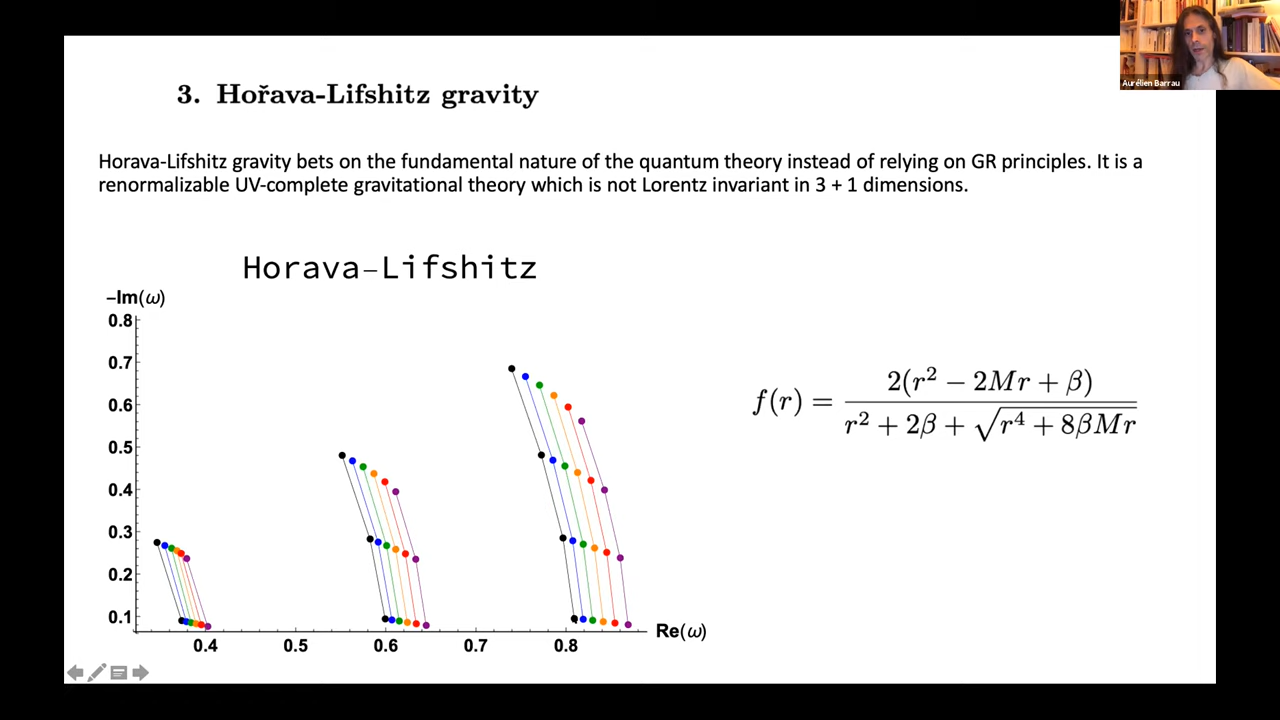 Aurélien Barrau
3. Hořava-Lifshitz gravity
Horava-Lifshitz gravity bets on the fundamental nature of the quantum theory instead of relying on GR principles. It is a
renormalizable UV-complete gravitational theory which is not Lorentz invariant in 3 + 1 dimensions.
Horava–Lifshitz
−Im(ω)
0.8
0.7
0.6
0.5
0.4
0.3
0.2
0.1
0.4 0.5 0.6 0.7 0.8
Re(ω)
f(r) = 2(r² − 2Mr + β) / r² + 2β + √r⁴ + 8βMr